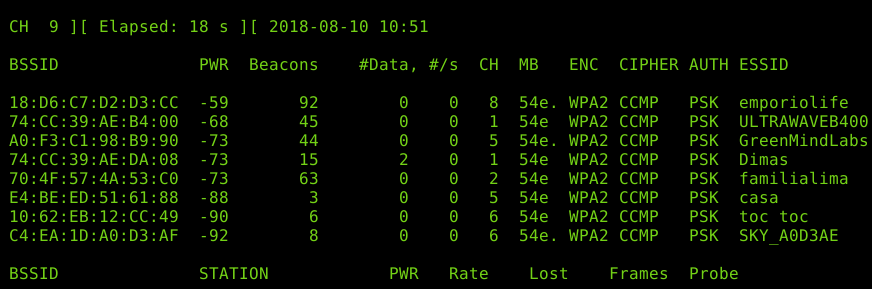 CH  9 ][ Elapsed: 18 s ][ 2018-08-10 10:51
BSSID              PWR  Beacons    #Data, #/s  CH  MB   ENC  CIPHER AUTH ESSID
18:D6:C7:D2:D3:CC  -59       92        0    0   8  54e. WPA2 CCMP   PSK  emporiolife
74:CC:39:AE:B4:00  -68       45        0    0   1  54e  WPA2 CCMP   PSK  ULTRAWAVEB400
A0:F3:C1:98:B9:90  -73       44        0    0   5  54e. WPA2 CCMP   PSK  GreenMindLabs
74:CC:39:AE:DA:08  -73       15        2    0   1  54e  WPA2 CCMP   PSK  Dimas
70:4F:57:4A:53:C0  -73       63        0    0   2  54e  WPA2 CCMP   PSK  familialima
E4:BE:ED:51:61:88  -88        3        0    0   5  54e  WPA2 CCMP   PSK  casa
10:62:EB:12:CC:49  -90        6        0    0   6  54e  WPA2 CCMP   PSK  toc toc
C4:EA:1D:A0:D3:AF  -92        8        0    0   6  54e. WPA2 CCMP   PSK  SKY_A0D3AE
BSSID              STATION            PWR   Rate    Lost    Frames  Probe